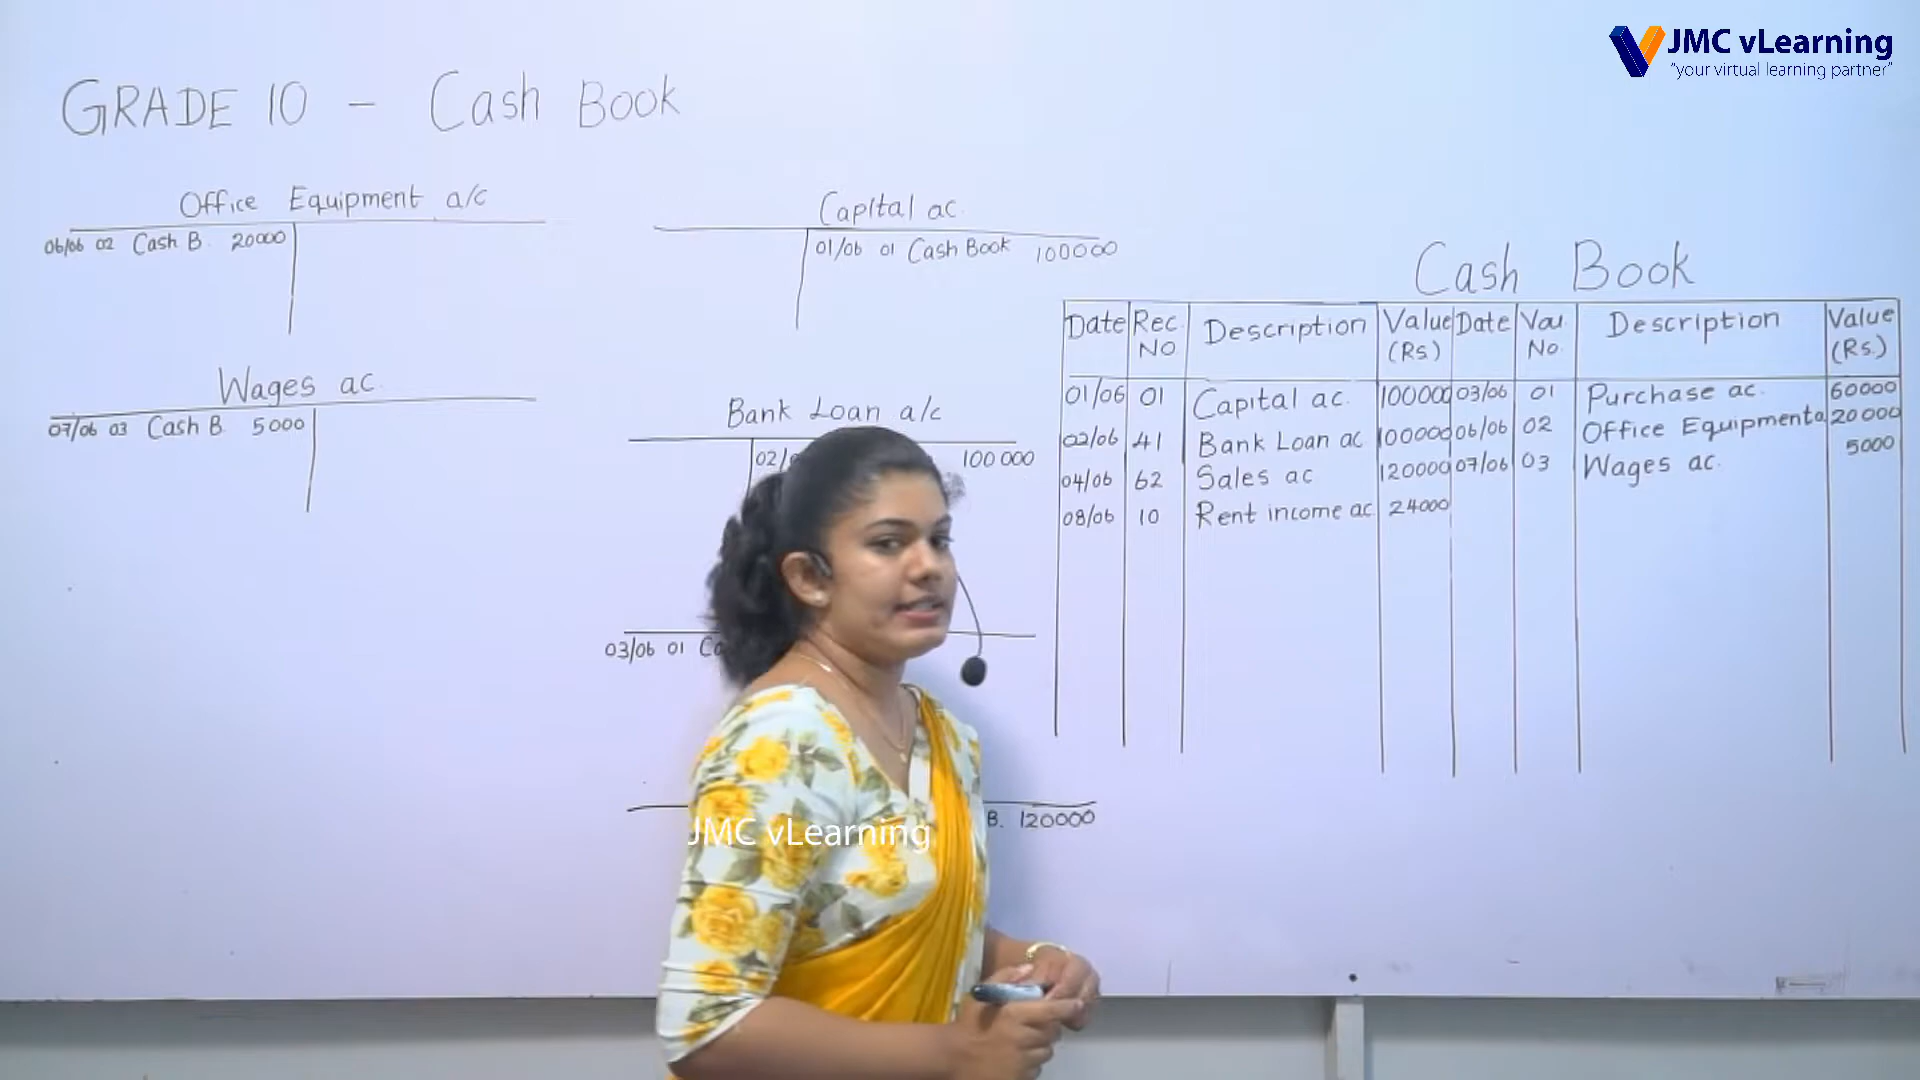 JMC vLearning
"your virtual learning partner"
GRADE 10 - Cash Book
Office Equipment a/c
06/06 02 Cash B. 20000
Wages ac.
07/06 03 Cash B. 5000
Capital ac.
01/06 01 Cash Book 100000
Bank Loan a/c
02/ 100 000
03/06 01
B. 120000
Cash Book
Date Rec. No Description Value (Rs) Date Vou. No. Description Value (Rs.)
01/06 01 Capital ac. 100000 03/06 01 Purchase ac. 60000
02/06 41 Bank Loan ac 100000 06/06 02 Office Equipment a 20000
04/06 62 Sales ac 120000 07/06 03 Wages ac. 5000
08/06 10 Rent income ac 24000
JMC vLearning